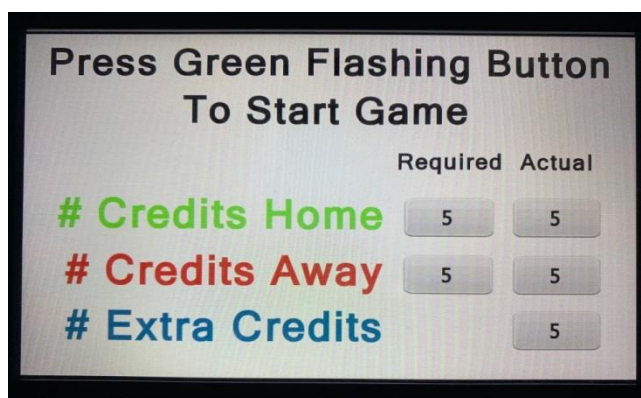 Press Green Flashing Button
To Start Game
Required Actual
# Credits Home 5 5
# Credits Away 5 5
# Extra Credits 5